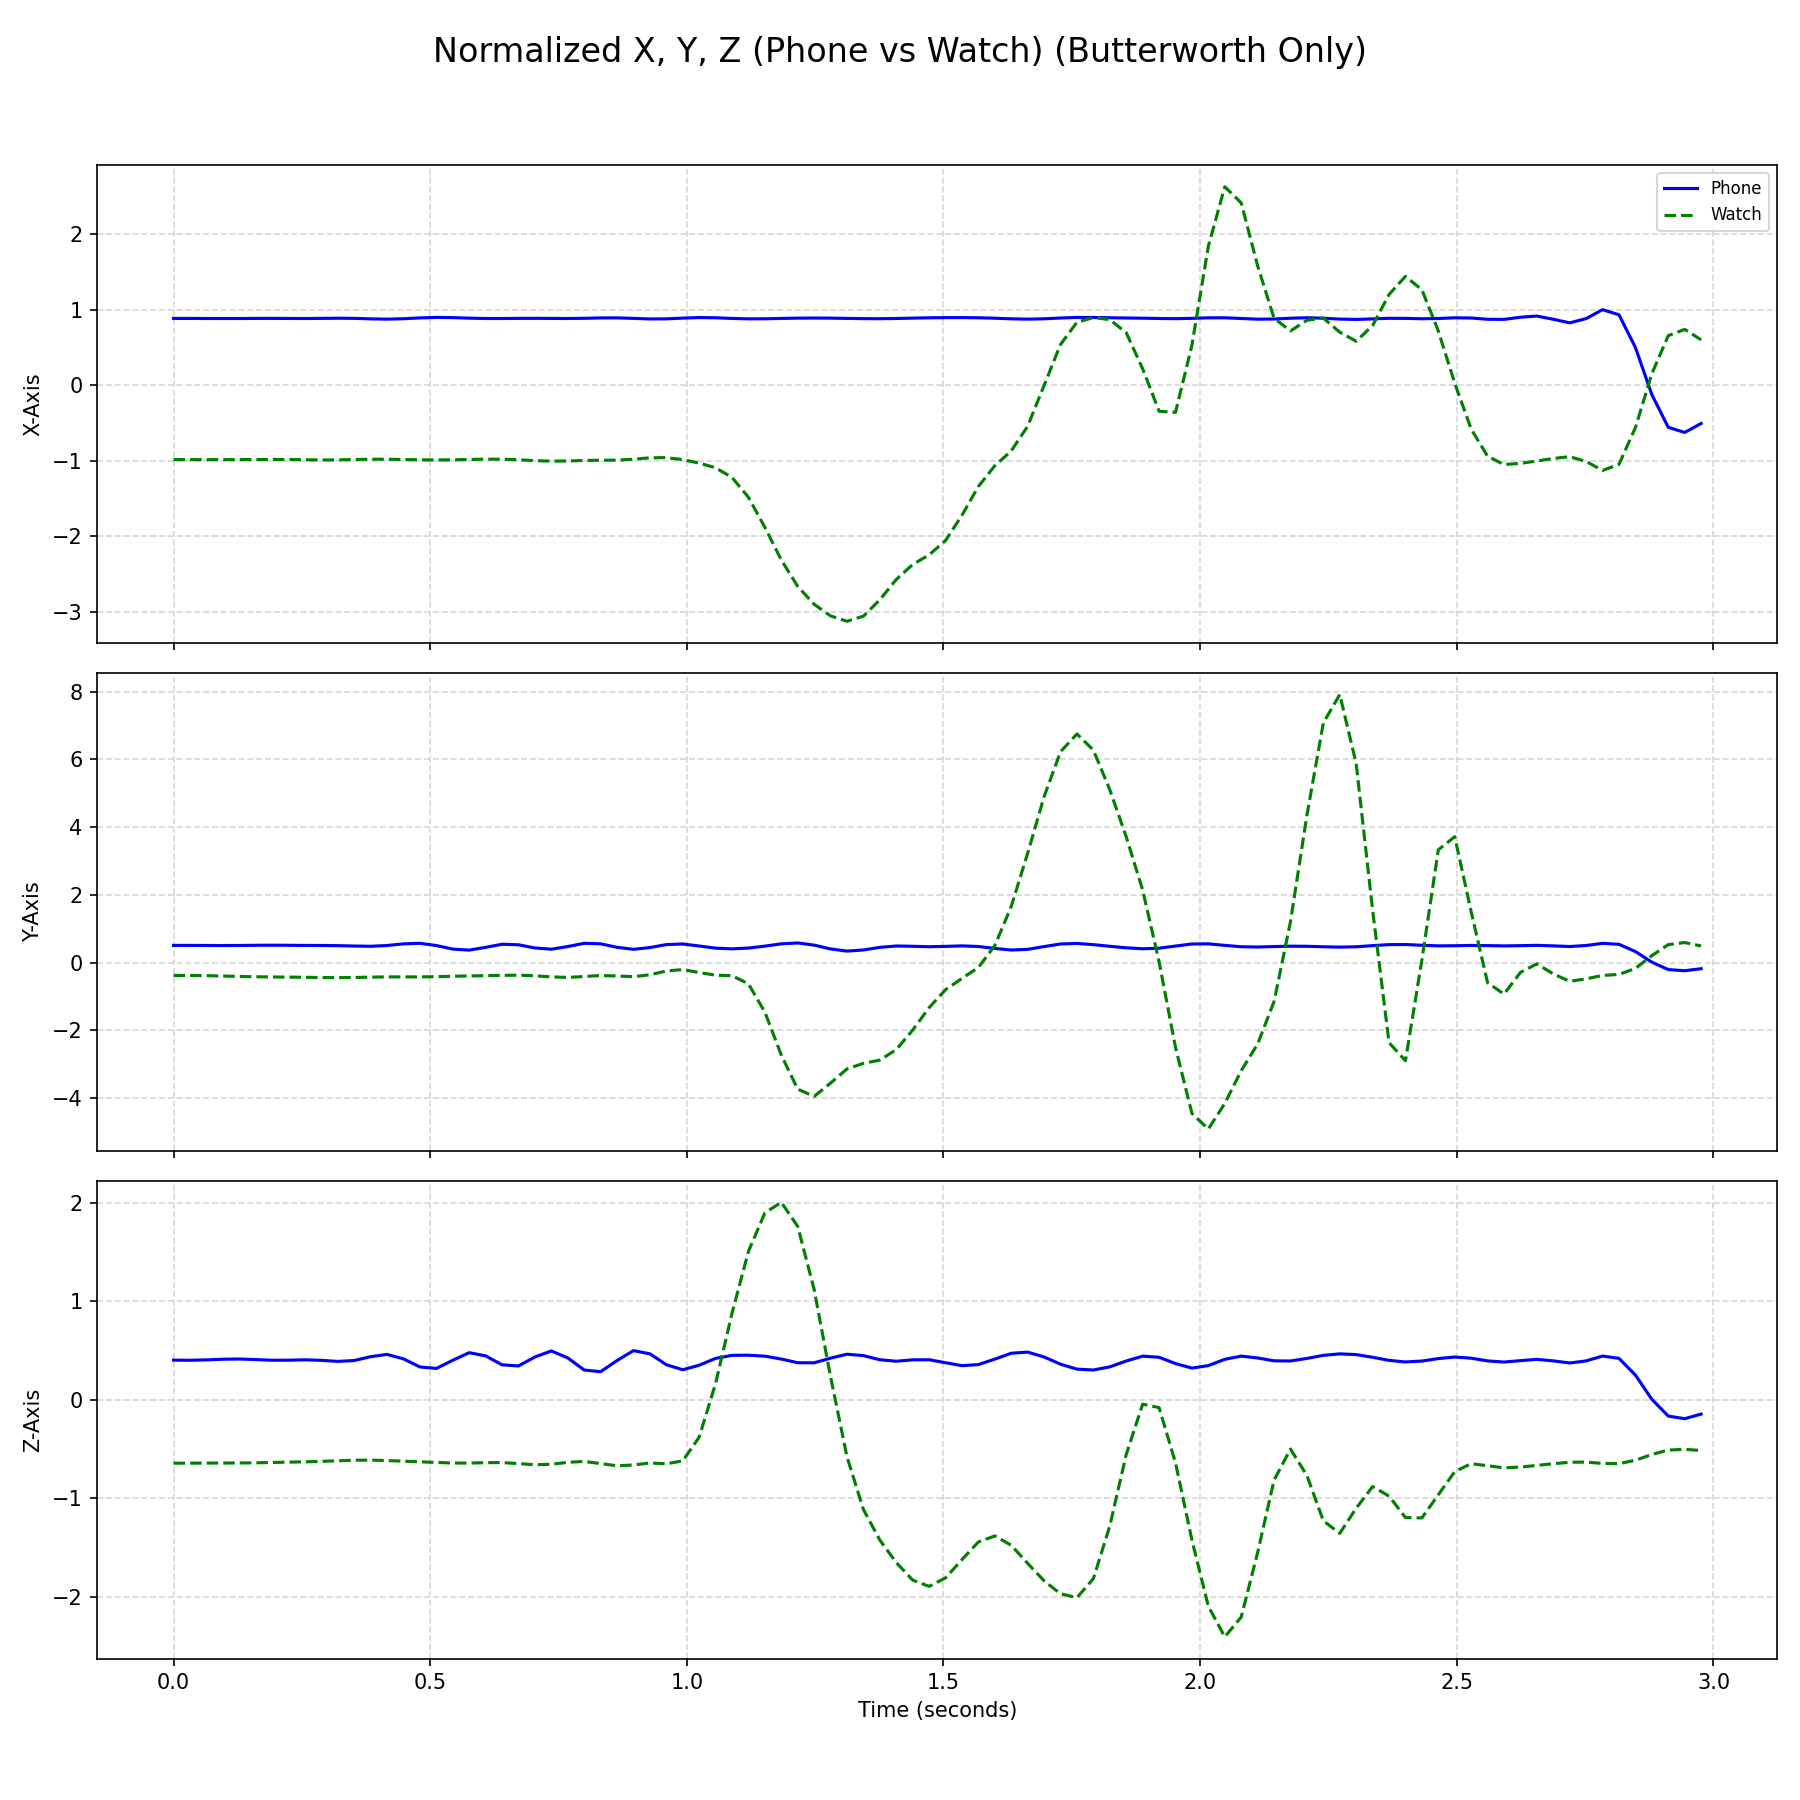 Normalized X, Y, Z (Phone vs Watch) (Butterworth Only)
Phone
Watch
X-Axis
2
1
0
−1
−2
−3
Y-Axis
8
6
4
2
0
−2
−4
Z-Axis
2
1
0
−1
−2
0.0 0.5 1.0 1.5 2.0 2.5 3.0
Time (seconds)